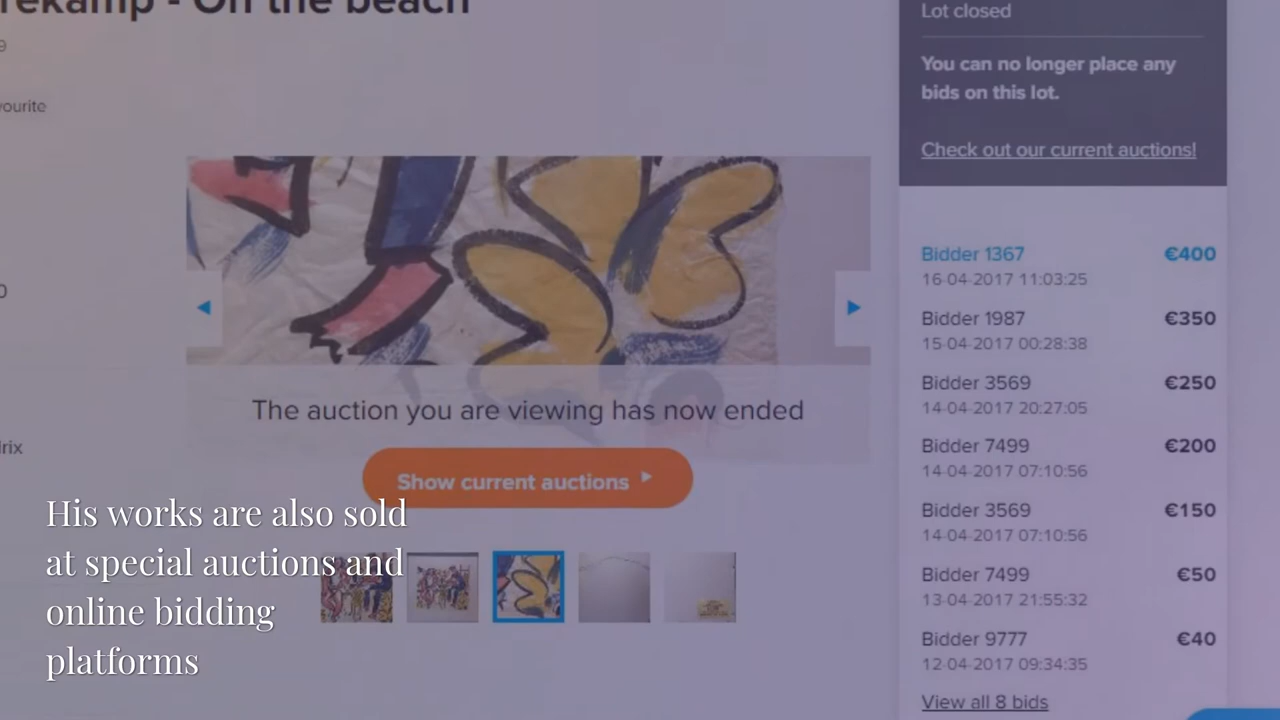 rekamp - On the beach
9
vourite
0
drix
The auction you are viewing has now ended
Show current auctions
His works are also sold
at special auctions and
online bidding
platforms
Lot closed
You can no longer place any
bids on this lot.
Check out our current auctions!
Bidder 1367 €400
16-04-2017 11:03:25
Bidder 1987 €350
15-04-2017 00:28:38
Bidder 3569 €250
14-04-2017 20:27:05
Bidder 7499 €200
14-04-2017 07:10:56
Bidder 3569 €150
14-04-2017 07:10:56
Bidder 7499 €50
13-04-2017 21:55:32
Bidder 9777 €40
12-04-2017 09:34:35
View all 8 bids